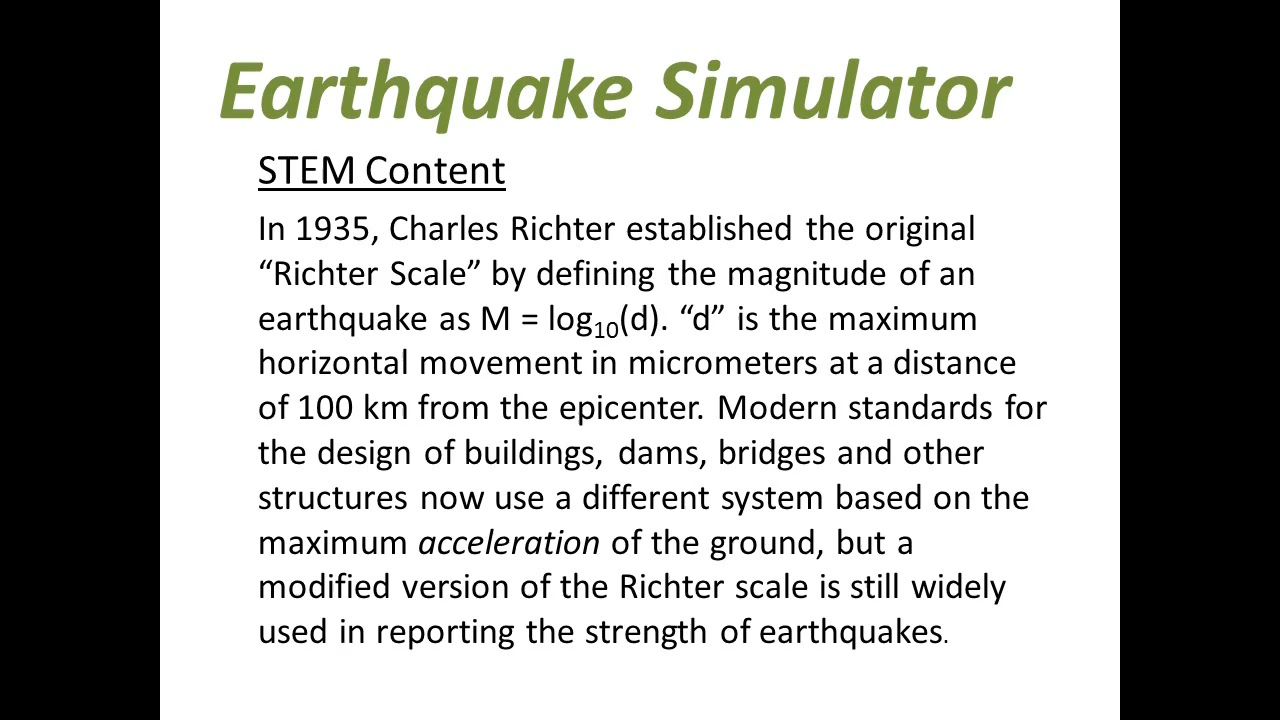 Earthquake Simulator
STEM Content
In 1935, Charles Richter established the original
“Richter Scale” by defining the magnitude of an
earthquake as M = log₁₀(d). “d” is the maximum
horizontal movement in micrometers at a distance
of 100 km from the epicenter. Modern standards for
the design of buildings, dams, bridges and other
structures now use a different system based on the
maximum acceleration of the ground, but a
modified version of the Richter scale is still widely
used in reporting the strength of earthquakes.